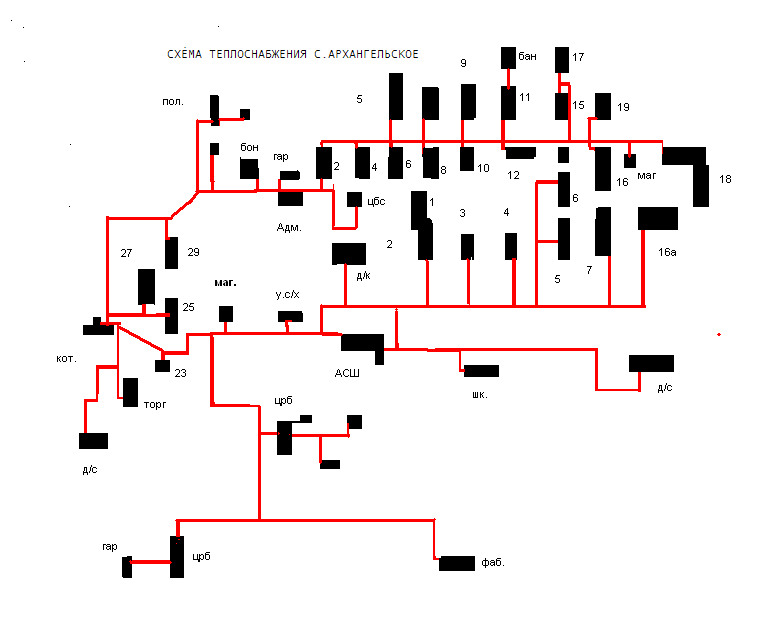 СХЕМА ТЕПЛОСНАБЖЕНИЯ С.АРХАНГЕЛЬСКОЕ
бан
17
9
5
11
15
19
пол.
бон
гар
2
4
6
8
10
12
16
маг
18
цбс
1
6
Адм.
3
4
2
16а
27
29
д/к
5
7
маг.
у.с/х
25
кот.
23
АСШ
шк.
д/с
торг
црб
д/с
гар
црб
фаб.